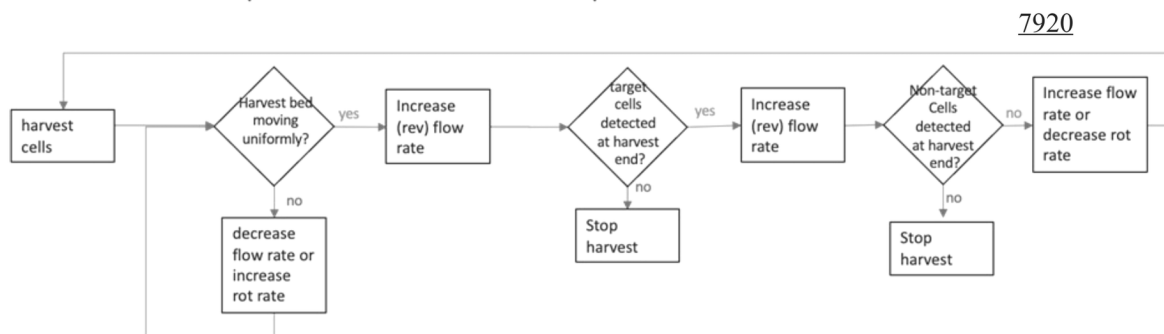 7920
harvest
cells
Harvest bed
moving
uniformly?
yes
Increase
(rev) flow
rate
target
cells
detected
at harvest
end?
yes
Increase
(rev) flow
rate
Non-target
Cells
detected
at harvest
end?
no
Increase flow
rate or
decrease rot
rate
no
decrease
flow rate or
increase
rot rate
no
Stop
harvest
no
Stop
harvest